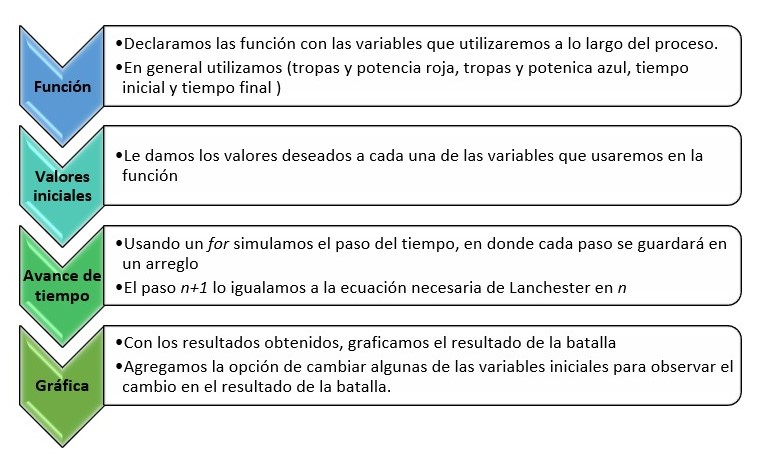 Función
•Declaramos las función con las variables que utilizaremos a lo largo del proceso.
•En general utilizamos (tropas y potencia roja, tropas y potenica azul, tiempo
inicial y tiempo final )
Valores
iniciales
•Le damos los valores deseados a cada una de las variables que usaremos en la
función
Avance de
tiempo
•Usando un for simulamos el paso del tiempo, en donde cada paso se guardará en
un arreglo
•El paso n+1 lo igualamos a la ecuación necesaria de Lanchester en n
Gráfica
•Con los resultados obtenidos, graficamos el resultado de la batalla
•Agregamos la opción de cambiar algunas de las variables iniciales para observar el
cambio en el resultado de la batalla.